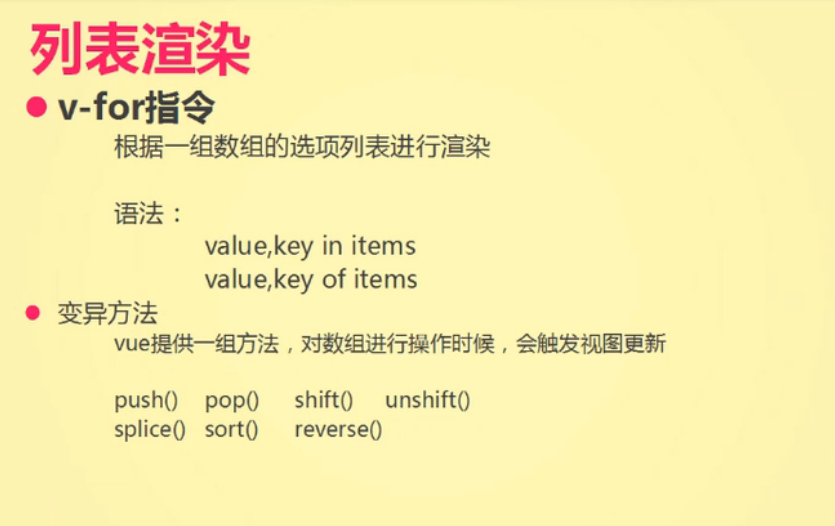 列表渲染
v-for指令
根据一组数组的选项列表进行渲染
语法：
value,key in items
value,key of items
变异方法
vue提供一组方法，对数组进行操作时候，会触发视图更新
push() pop() shift() unshift()
splice() sort() reverse()